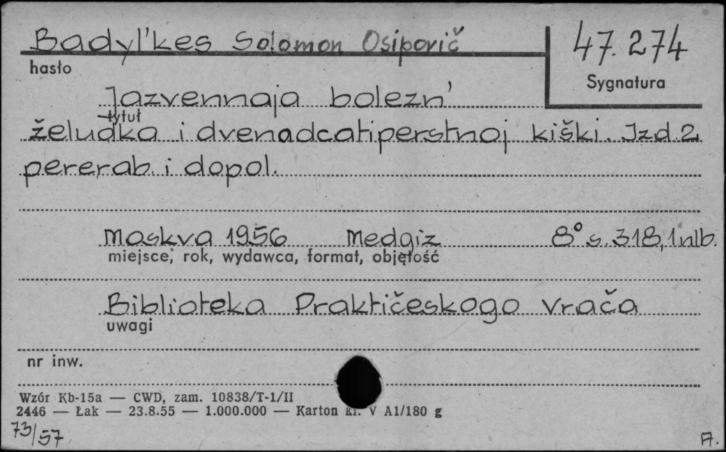 Badyl'kes Solomon Osipovič
47.274
hasło
Sygnatura
Jazvennaja bolezn'
tytuł
želudka i dvenadcatiperstnoj kiški. Izd 2
pererab. i dopol.
Moskva 1956 Medgiz 8° s. 318, 1 nlb.
miejsce, rok, wydawca, format, objętość
Biblioteka Praktičeskogo Vrača
uwagi
nr inw.
Wzór Kb-15a — CWD, zam. 10838/T-1/II
2446 — Łak — 23.8.55 — 1.000.000 — Karton kl. V A1/180 g
73/57
A.